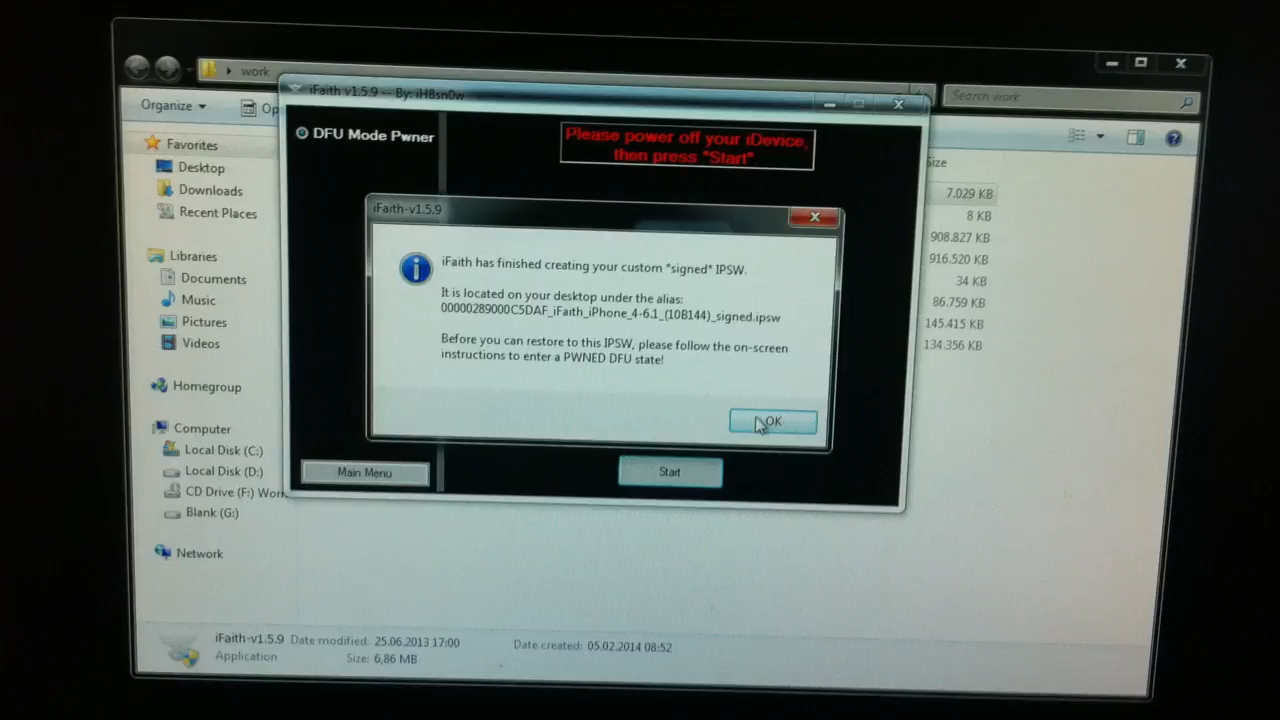 work
Search work
Organize
iFaith v1.5.9 -- By: iH8sn0w
DFU Mode Pwner
Please power off your iDevice,
then press "Start"
Favorites
Desktop
Downloads
Recent Places
Libraries
Documents
Music
Pictures
Videos
Homegroup
Computer
Local Disk (C:)
Local Disk (D:)
CD Drive (F:)
Blank (G:)
Network
iFaith-v1.5.9
iFaith has finished creating your custom *signed* IPSW.
It is located on your desktop under the alias:
00000289000C5DAF_iFaith_iPhone_4-6.1_(10B144)_signed.ipsw
Before you can restore to this IPSW, please follow the on-screen
instructions to enter a PWNED DFU state!
OK
Main Menu
Start
Size
7.029 KB
8 KB
908.827 KB
916.520 KB
34 KB
86.759 KB
145.415 KB
134.356 KB
iFaith-v1.5.9 Date modified: 25.06.2013 17:00 Date created: 05.02.2014 08:52
Application Size: 6,86 MB